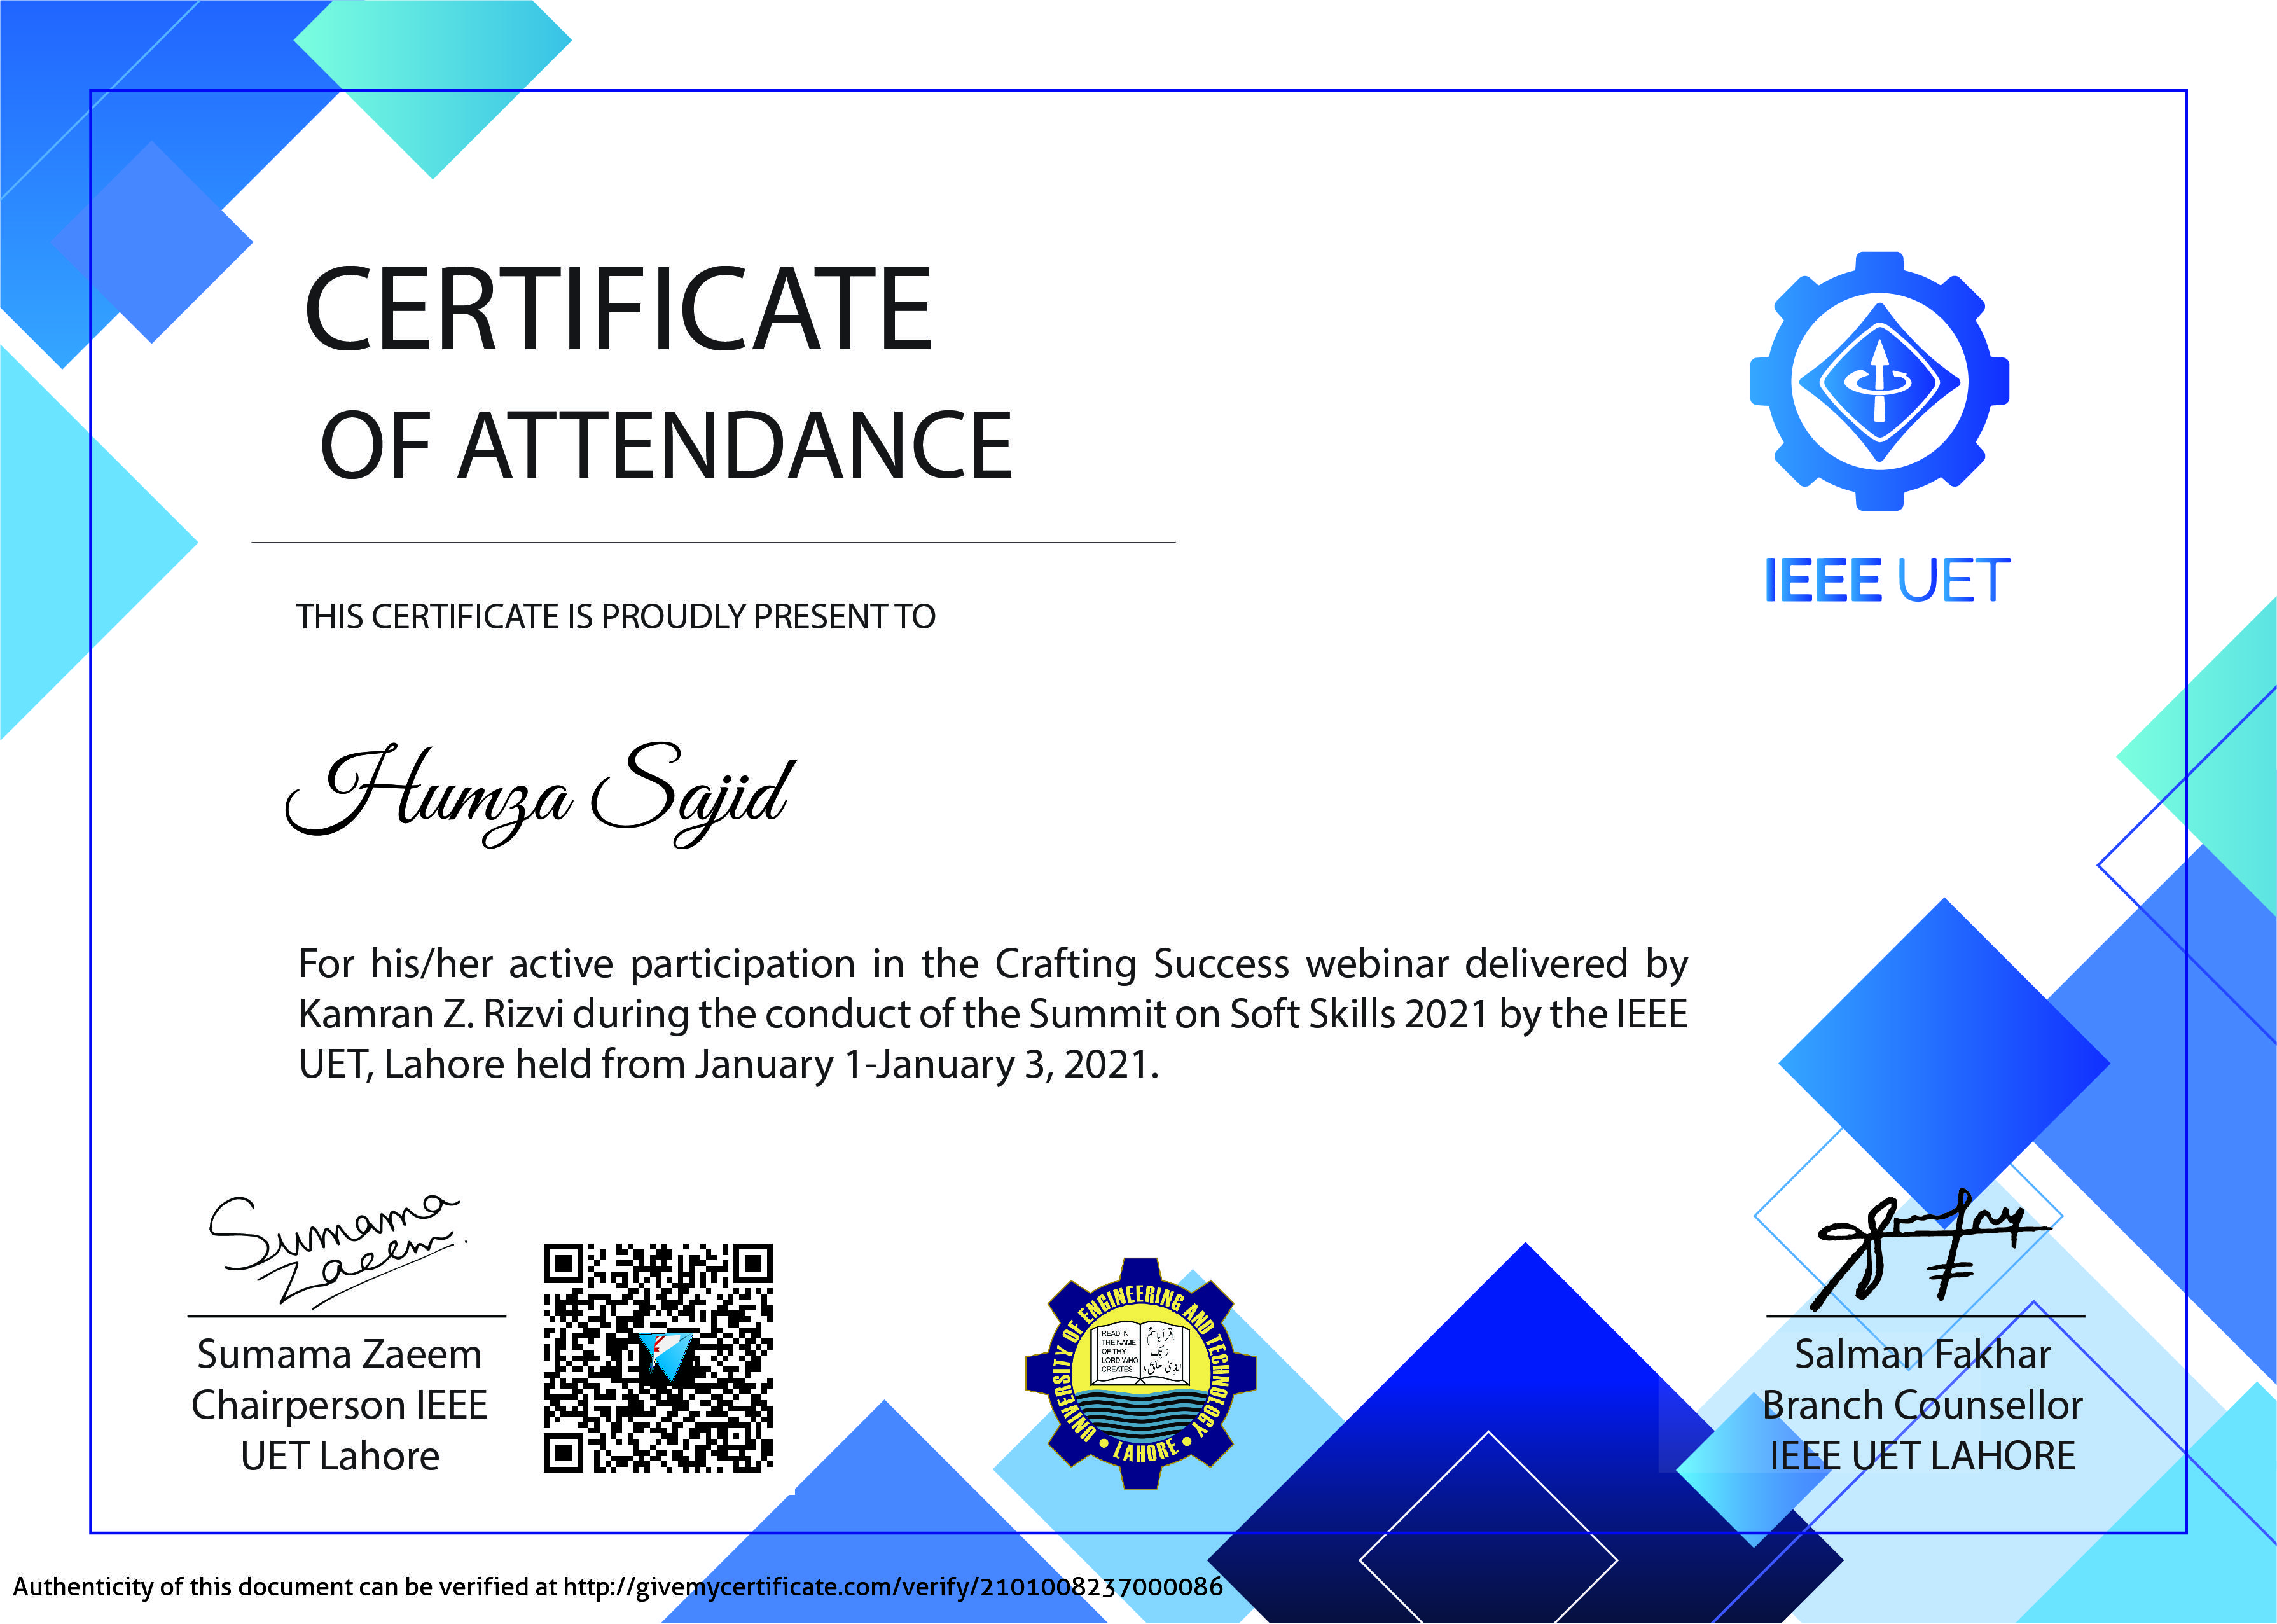 CERTIFICATE
OF ATTENDANCE
IEEE UET
THIS CERTIFICATE IS PROUDLY PRESENT TO
Humza Sajid
For his/her active participation in the Crafting Success webinar delivered by
Kamran Z. Rizvi during the conduct of the Summit on Soft Skills 2021 by the IEEE
UET, Lahore held from January 1-January 3, 2021.
Sumama
Zaeem
Sumama Zaeem
Chairperson IEEE
UET Lahore
UNIVERSITY OF ENGINEERING AND TECHNOLOGY
LAHORE
READ IN
THE NAME
OF THY
LORD WHO
CREATES
اقرأ باسم
ربك
الذي خلق
Salman Fakhar
Branch Counsellor
IEEE UET LAHORE
Authenticity of this document can be verified at http://givemycertificate.com/verify/2101008237000086